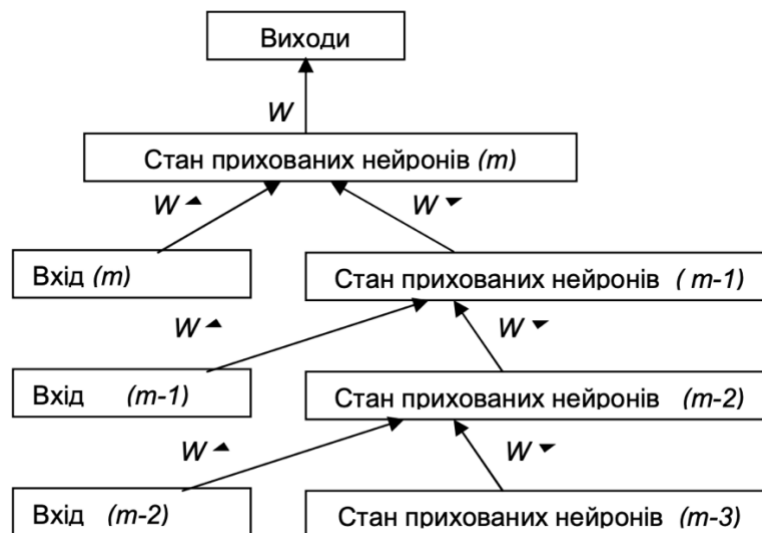 Виходи
W
Стан прихованих нейронів (m)
W W
Вхід (m) Стан прихованих нейронів ( m-1)
W W
Вхід (m-1) Стан прихованих нейронів (m-2)
W W
Вхід (m-2) Стан прихованих нейронів (m-3)